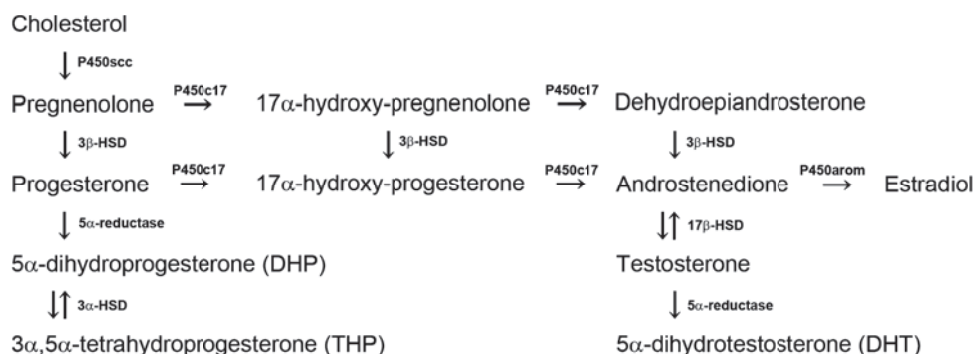 Cholesterol
P450scc
P450c17 P450c17
Pregnenolone 17α-hydroxy-pregnenolone Dehydroepiandrosterone
3β-HSD 3β-HSD 3β-HSD
P450c17 P450c17 P450arom
Progesterone 17α-hydroxy-progesterone Androstenedione Estradiol
5α-reductase 17β-HSD
5α-dihydroprogesterone (DHP) Testosterone
3α-HSD 5α-reductase
3α,5α-tetrahydroprogesterone (THP) 5α-dihydrotestosterone (DHT)